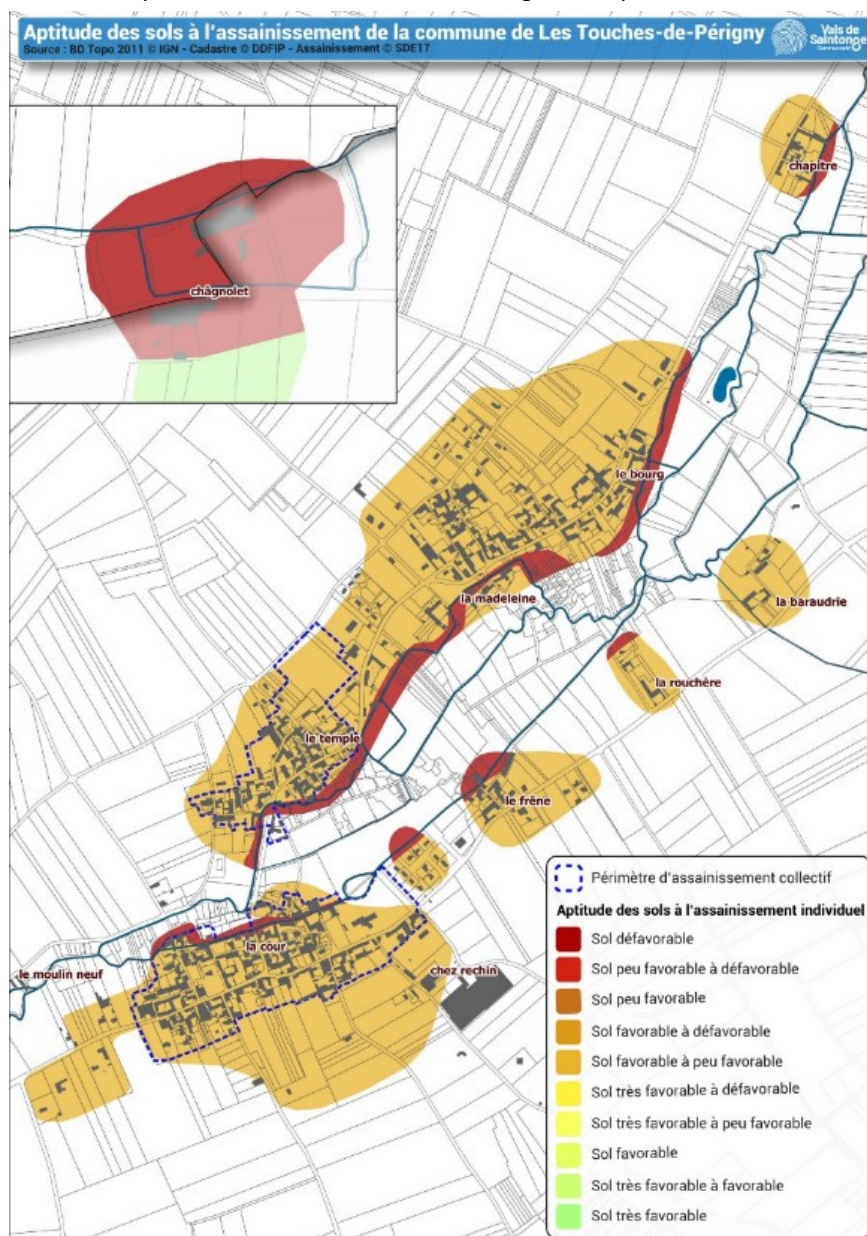 Aptitude des sols à l'assainissement de la commune de Les Touches-de-Périgny
Source : BD Topo 2011 © IGN - Cadastre © DDFIP - Assainissement © SDE17
Vals de
Saintonge
Communauté
chapitre
châgnolet
le bourg
la madeleine
la baraudrie
la rouchère
le temple
le frêne
la cour
chez rechin
le moulin neuf
Périmètre d'assainissement collectif
Aptitude des sols à l'assainissement individuel
Sol défavorable
Sol peu favorable à défavorable
Sol peu favorable
Sol favorable à défavorable
Sol favorable à peu favorable
Sol très favorable à défavorable
Sol très favorable à peu favorable
Sol favorable
Sol très favorable à favorable
Sol très favorable